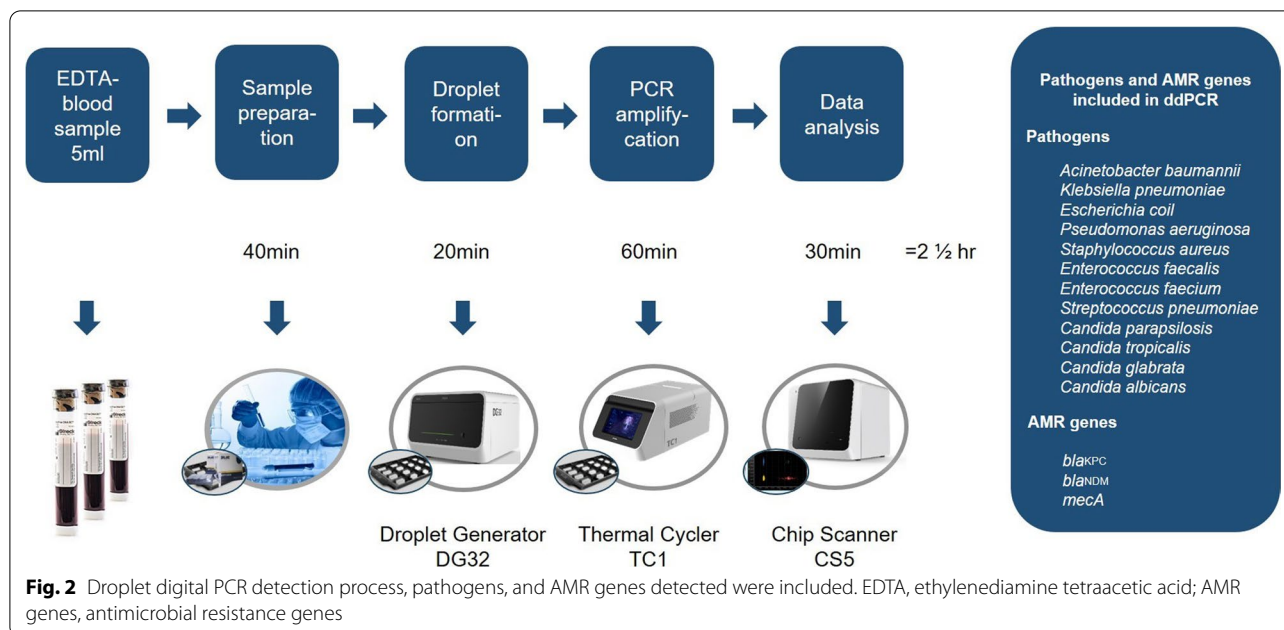 EDTA-
blood
sample
5ml
Sample
prepara-
tion
Droplet
formati-
on
PCR
amplify-
cation
Data
analysis
40min
20min
60min
30min
=2 ½ hr
DG32
TC1
Droplet Generator
DG32
Thermal Cycler
TC1
Chip Scanner
CS5
Pathogens and AMR genes
included in ddPCR
Pathogens
Acinetobacter baumannii
Klebsiella pneumoniae
Escherichia coil
Pseudomonas aeruginosa
Staphylococcus aureus
Enterococcus faecalis
Enterococcus faecium
Streptococcus pneumoniae
Candida parapsilosis
Candida tropicalis
Candida glabrata
Candida albicans
AMR genes
blaKPC
blaNDM
mecA
Fig. 2 Droplet digital PCR detection process, pathogens, and AMR genes detected were included. EDTA, ethylenediamine tetraacetic acid; AMR
genes, antimicrobial resistance genes